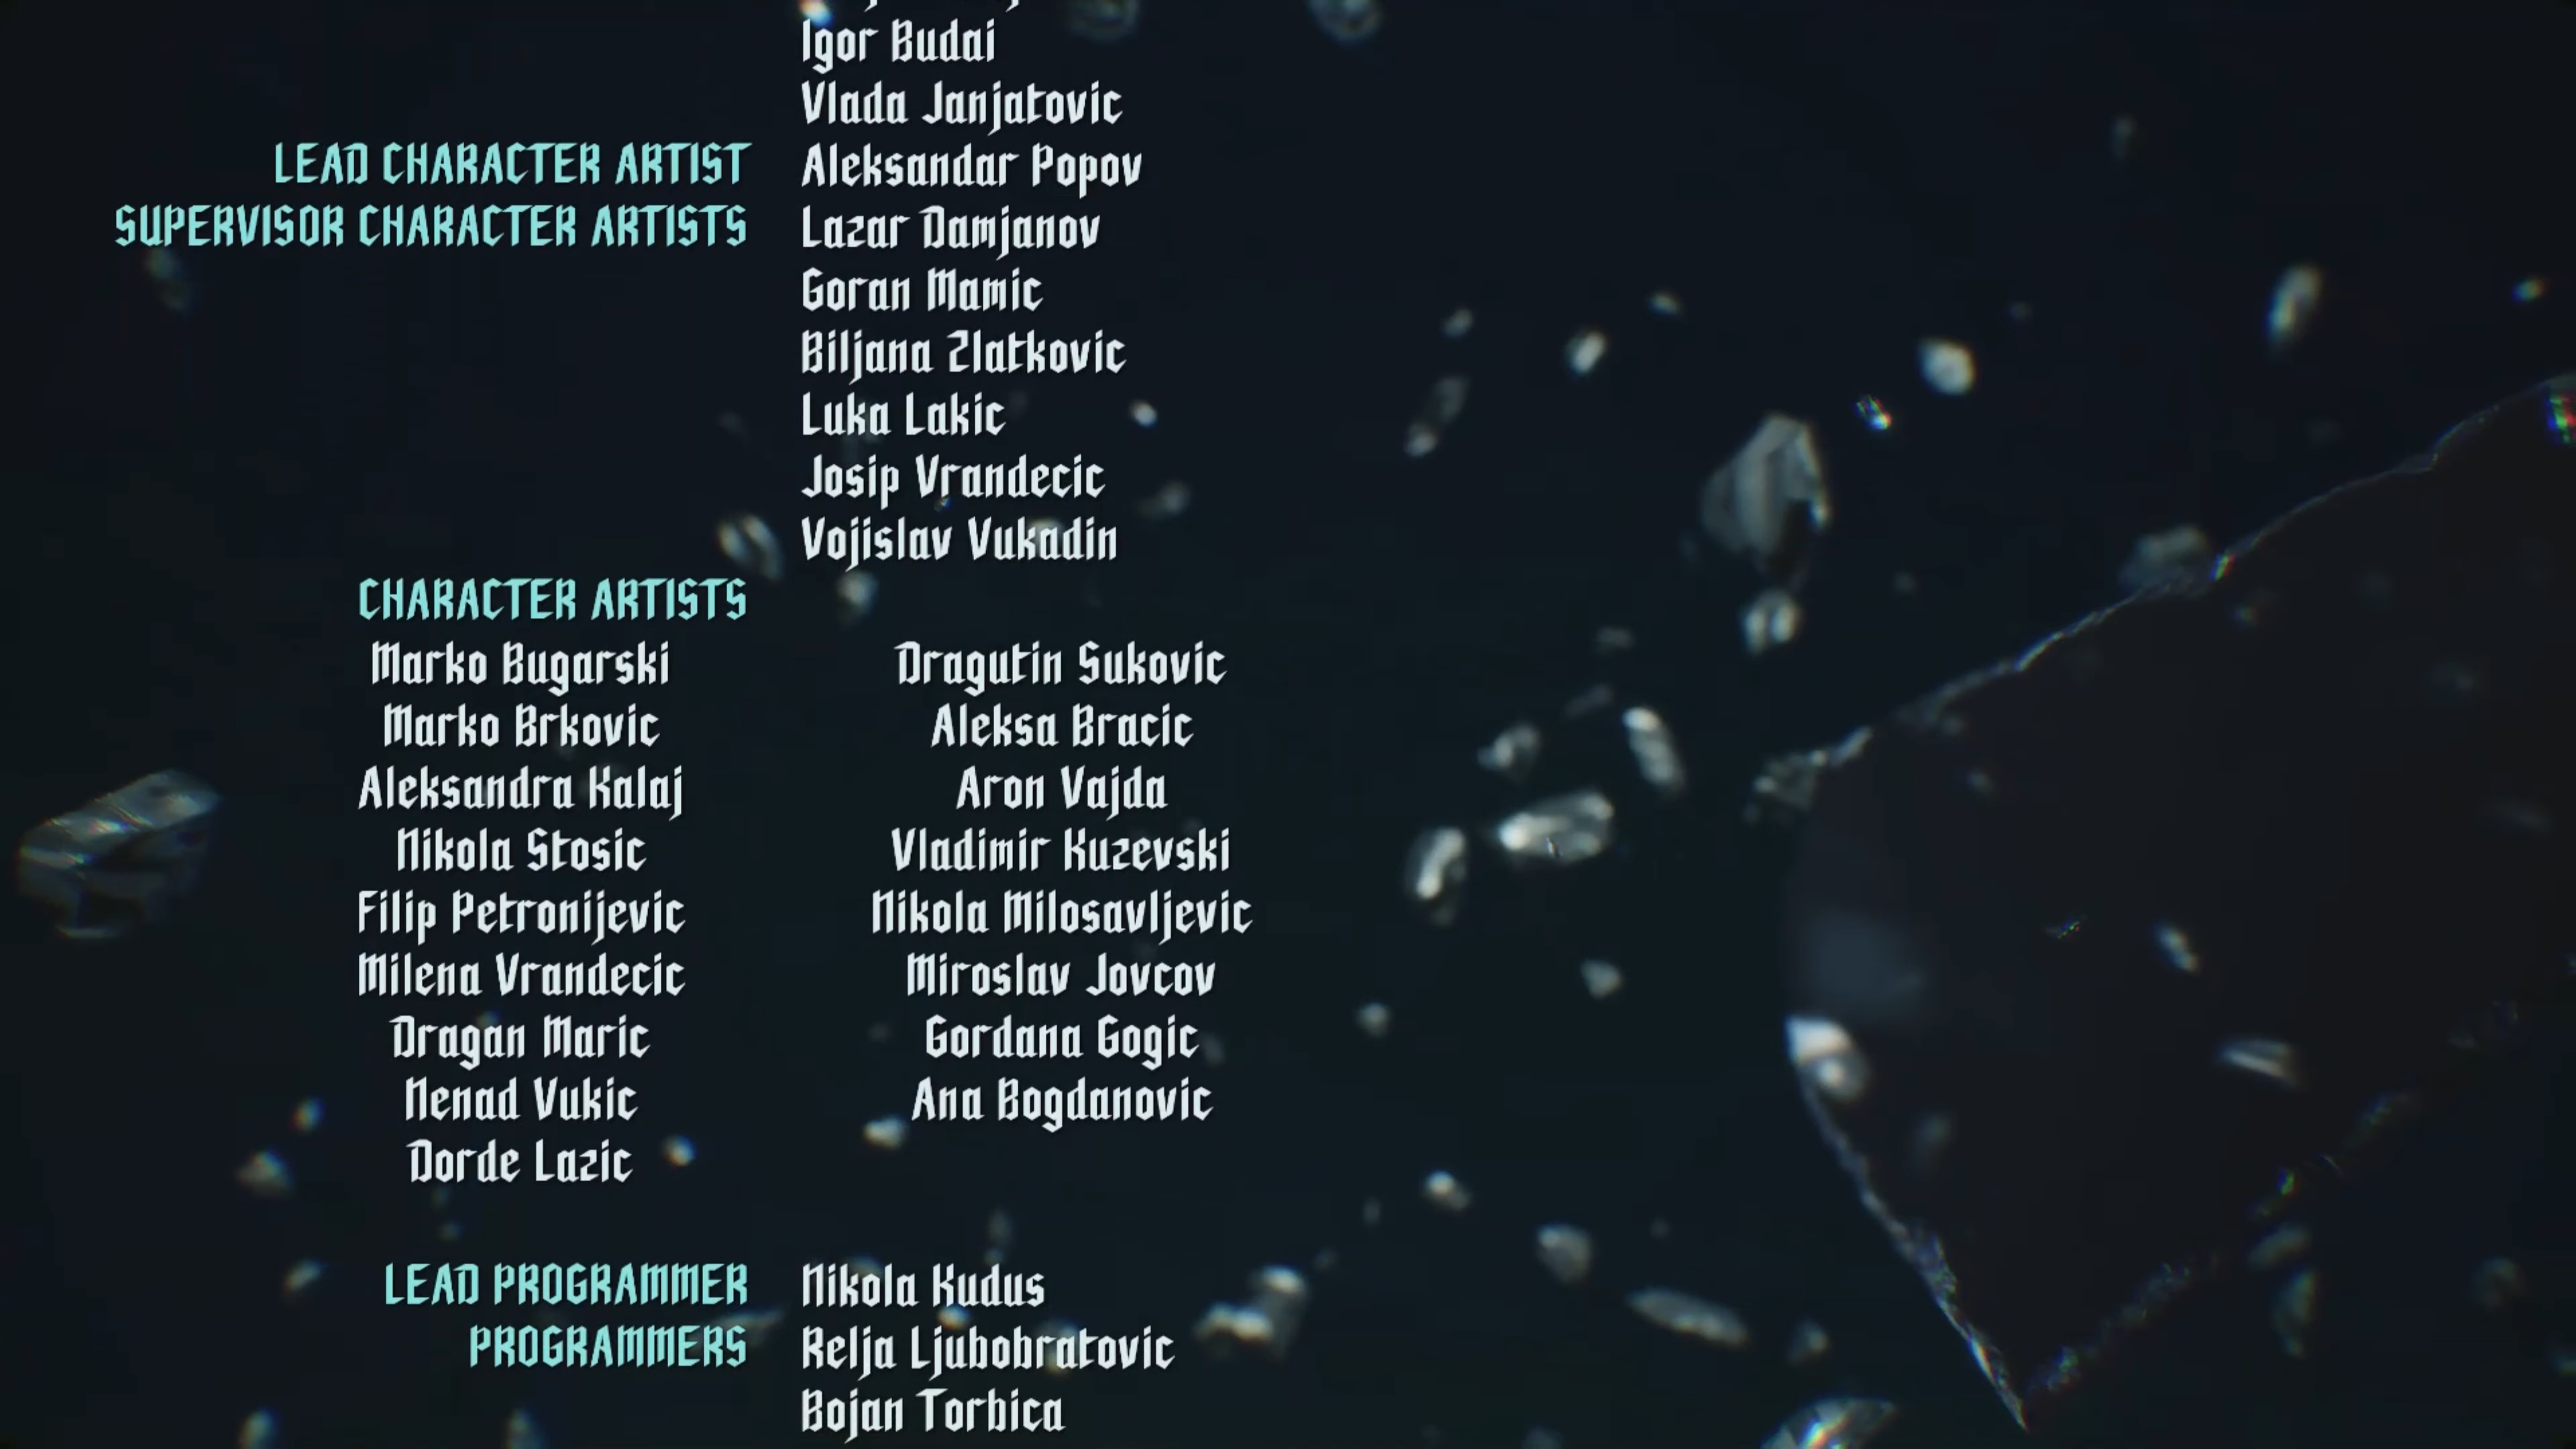 Igor Budai
Vlada Janjatovic
LEAD CHARACTER ARTIST Aleksandar Popov
SUPERVISOR CHARACTER ARTISTS Lazar Damjanov
Goran Mamic
Biljana Zlatkovic
Luka Lakic
Josip Vrandecic
Vojislav Vukadin
CHARACTER ARTISTS
Marko Bugarski Dragutin Sukovic
Marko Brkovic Aleksa Bracic
Aleksandra Kalaj Aron Vajda
Nikola Stosic Vladimir Kuzevski
Filip Petronijevic Nikola Milosavljevic
Milena Vrandecic Miroslav Jovcov
Dragan Maric Gordana Gogic
Nenad Vukic Ana Bogdanovic
Dorde Lazic
LEAD PROGRAMMER Nikola Kudus
PROGRAMMERS Relja Ljubobratovic
Bojan Torbica